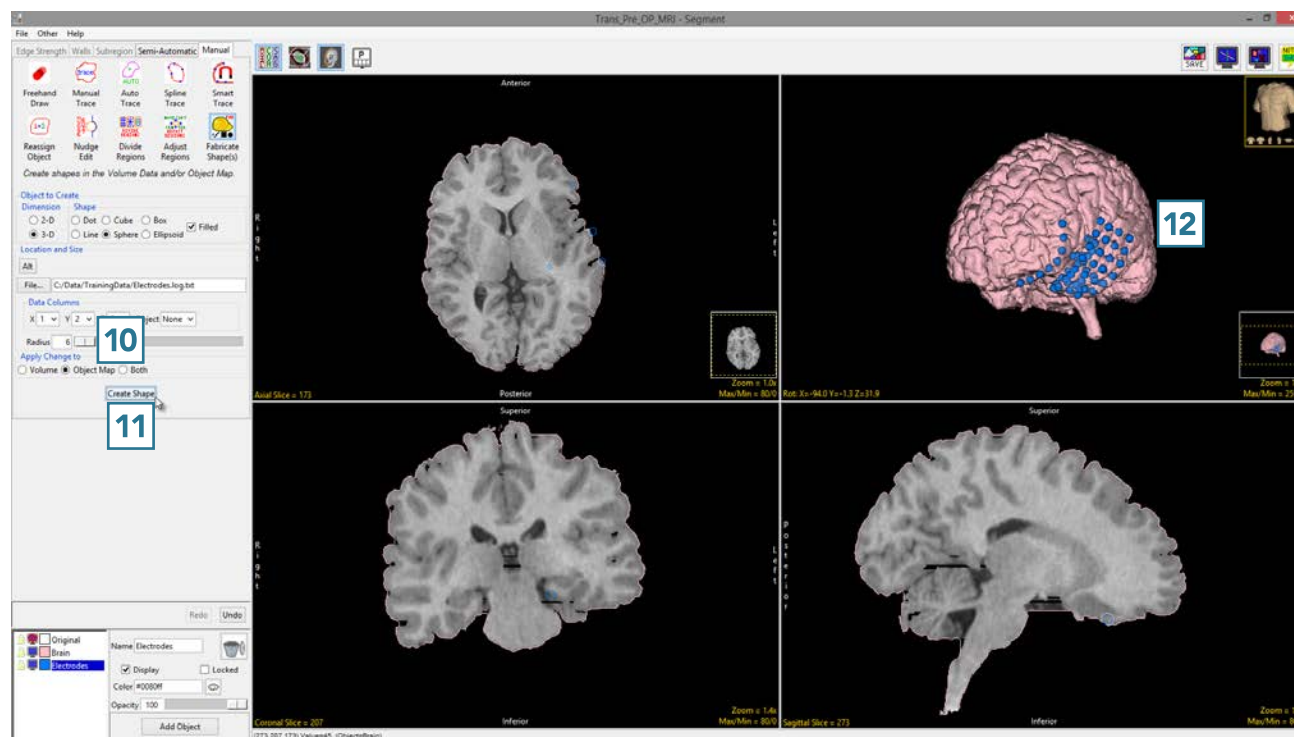 Trans_Pre_OP_MRI - Segment
File Other Help
Edge Strength Walls Subregion Semi-Automatic Manual
Freehand Draw
Manual Trace
Auto Trace
Spline Trace
Smart Trace
Reassign Object
Nudge Edit
Divide Regions
Adjust Regions
Fabricate Shape(s)
Create shapes in the Volume Data and/or Object Map.
Object to Create
Dimension Shape
2-D Dot Cube Box
Filled
3-D Line Sphere Ellipsoid
Location and Size
Alt
File... C:/Data/TrainingData/Electrodes.log.txt
Data Columns
X 1 Y 2 None
10
Radius 6
Apply Change to
Volume Object Map Both
Create Shape
11
Redo Undo
Original
Brain
Electrodes
Name Electrodes
Display Locked
Color #0080ff
Opacity 100
Add Object
P
SAVE
Anterior
Right
Left
Zoom = 1.0x
Axial Slice = 173
Posterior
Max/Min = 80/0
12
Rot: X=-94.0 Y=-1.3 Z=31.9
Superior
Right
Left
Zoom = 1.4x
Coronal Slice = 207
Inferior
Max/Min = 80/0
Superior
Posterior
Sagittal Slice = 273
Inferior